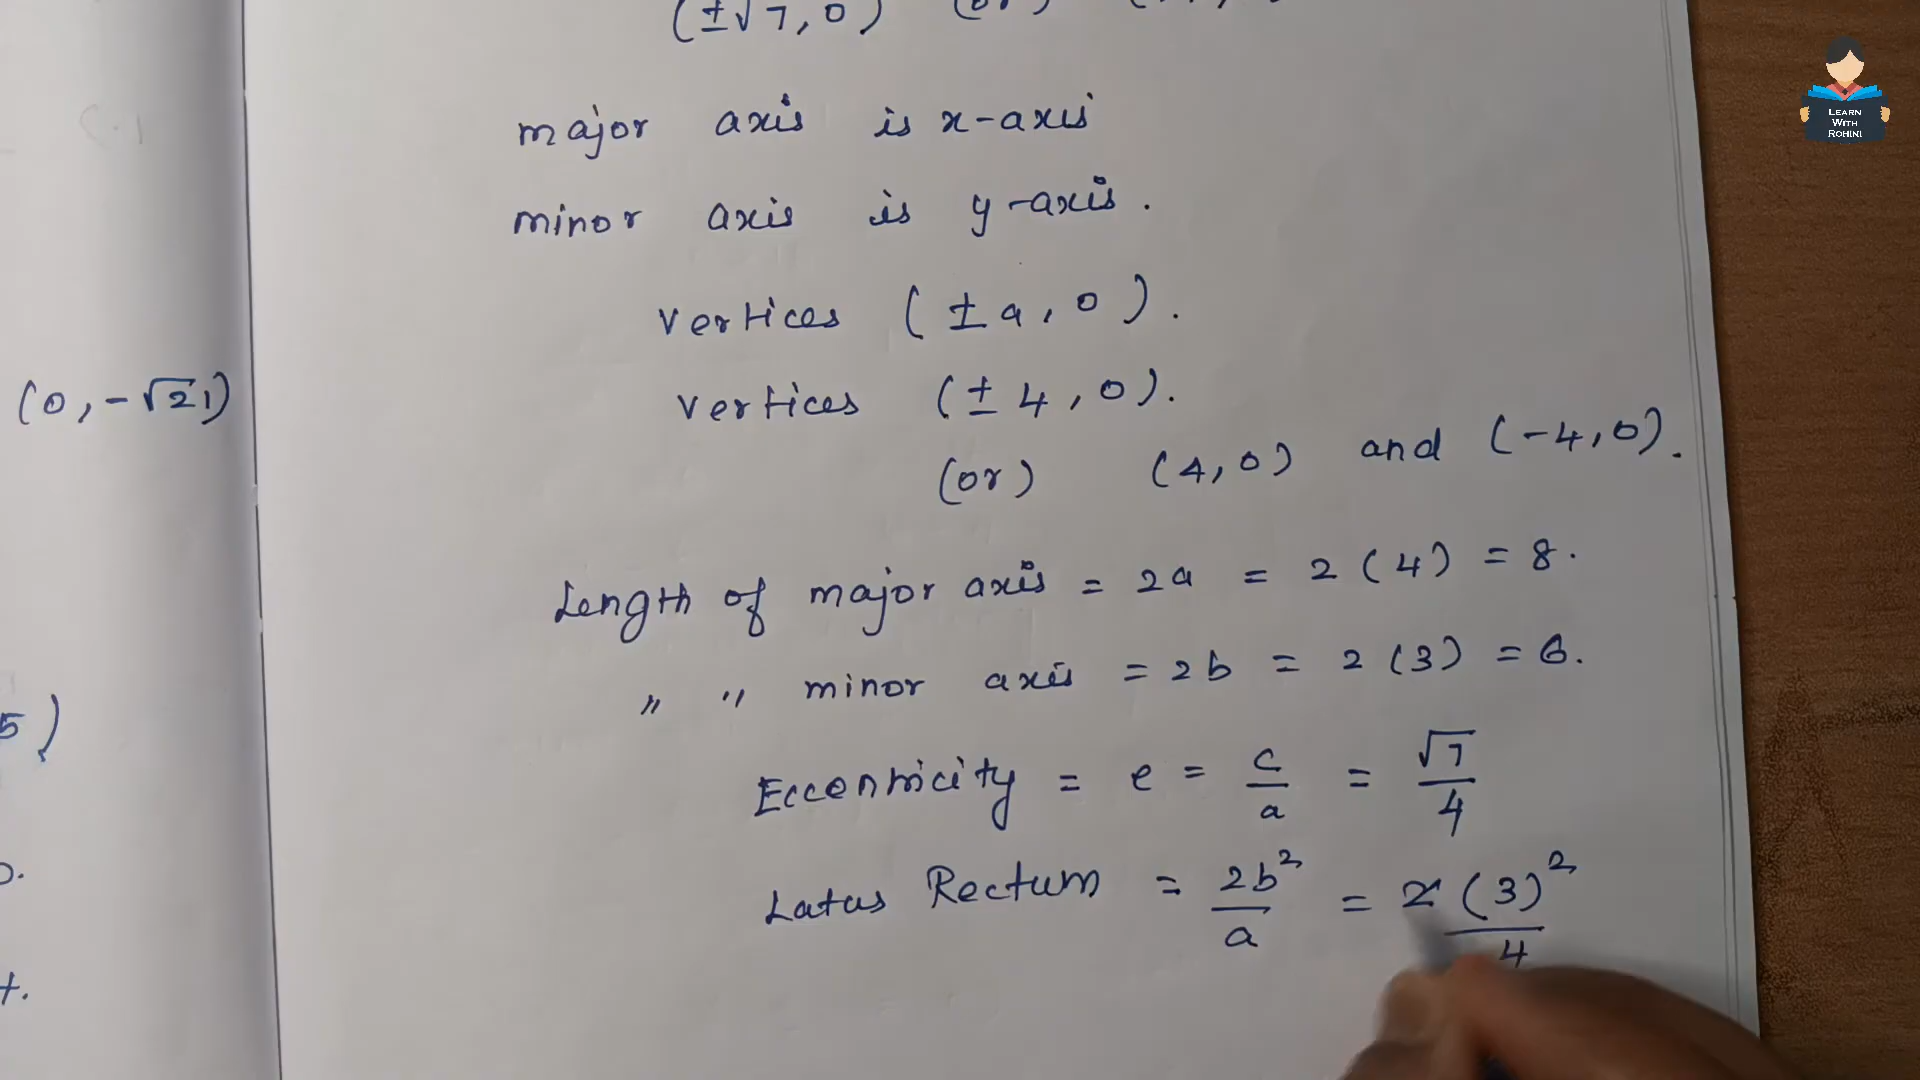 (±√7, 0) (or)
major axis is x-axis
minor axis is y-axis.
vertices (±a, 0).
(0, -√21)
vertices (±4, 0).
(or) (4, 0) and (-4, 0).
Length of major axis = 2a = 2(4) = 8.
" " minor axis = 2b = 2(3) = 6.
5)
Eccentricity = e = c/a = √7/4
Latus Rectum = 2b²/a = 2(3)²/4
LEARN
WITH
ROHINI